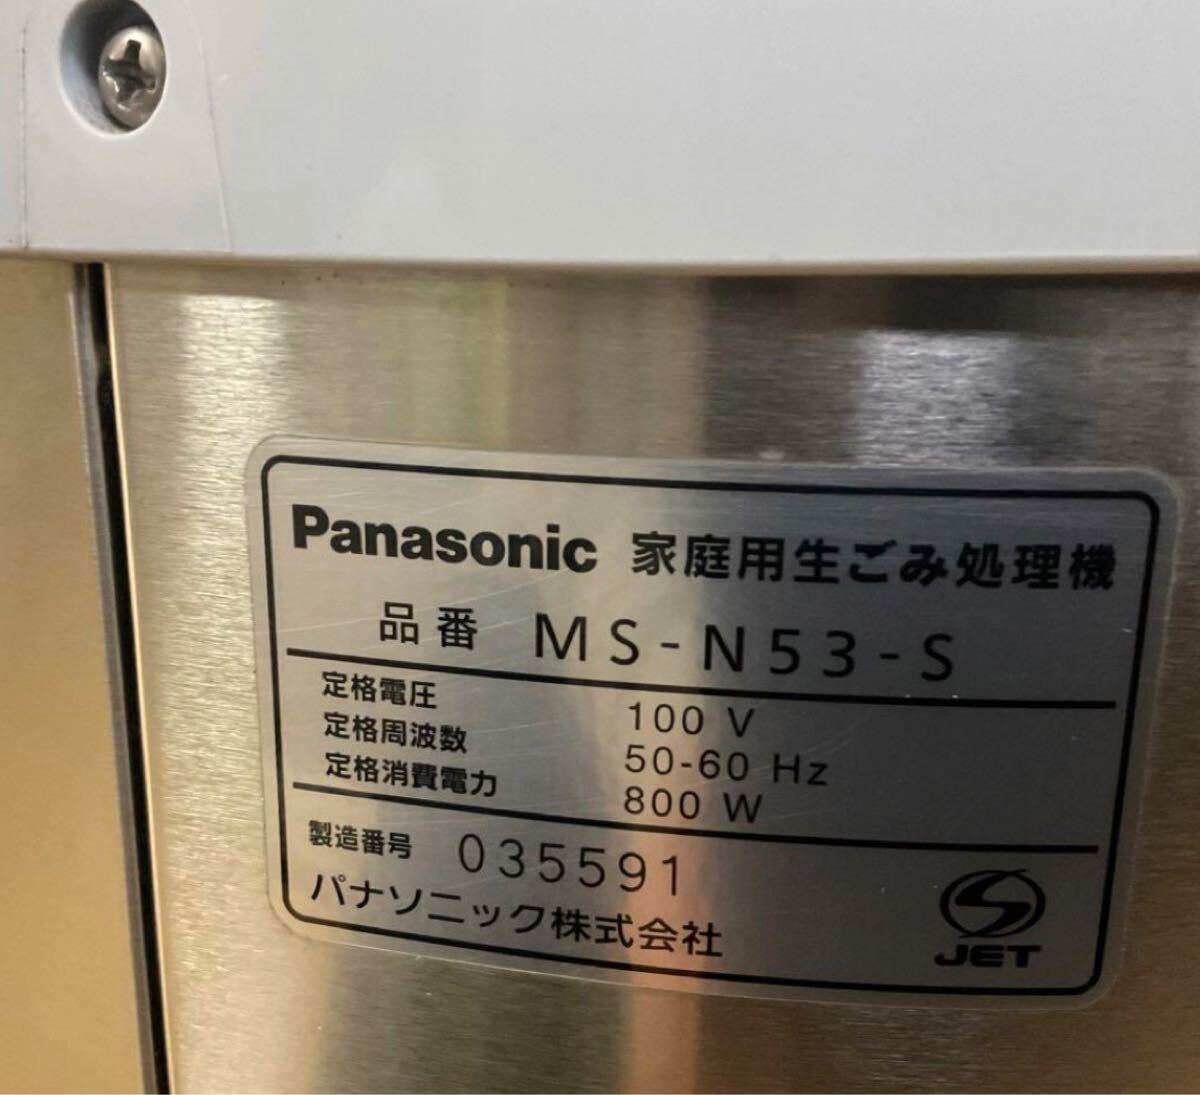 Panasonic 家庭用生ごみ処理機
品番 MS-N53-S
定格電圧 100 V
定格周波数 50-60 Hz
定格消費電力 800 W
製造番号 035591
パナソニック株式会社
JET